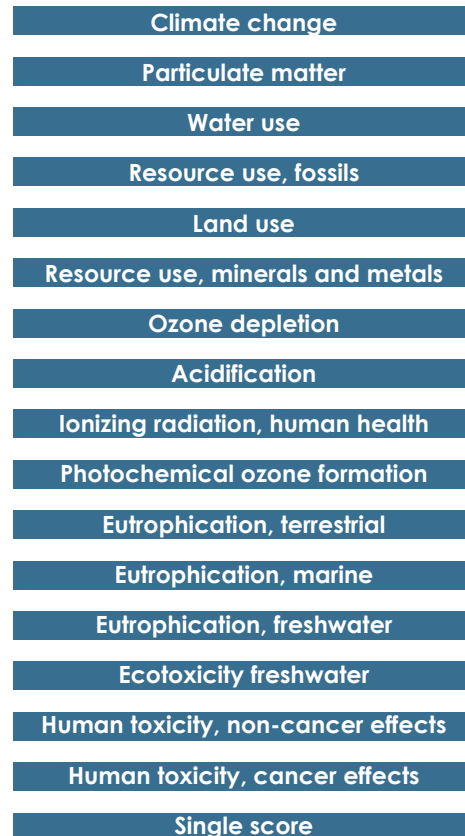 Climate change
Particulate matter
Water use
Resource use, fossils
Land use
Resource use, minerals and metals
Ozone depletion
Acidification
Ionizing radiation, human health
Photochemical ozone formation
Eutrophication, terrestrial
Eutrophication, marine
Eutrophication, freshwater
Ecotoxicity freshwater
Human toxicity, non-cancer effects
Human toxicity, cancer effects
Single score